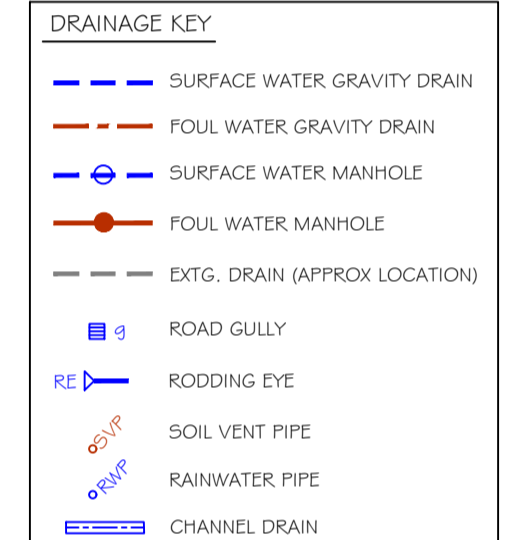 DRAINAGE KEY
SURFACE WATER GRAVITY DRAIN
FOUL WATER GRAVITY DRAIN
SURFACE WATER MANHOLE
FOUL WATER MANHOLE
EXTG. DRAIN (APPROX LOCATION)
g ROAD GULLY
RE RODDING EYE
SVP SOIL VENT PIPE
RWP RAINWATER PIPE
CHANNEL DRAIN